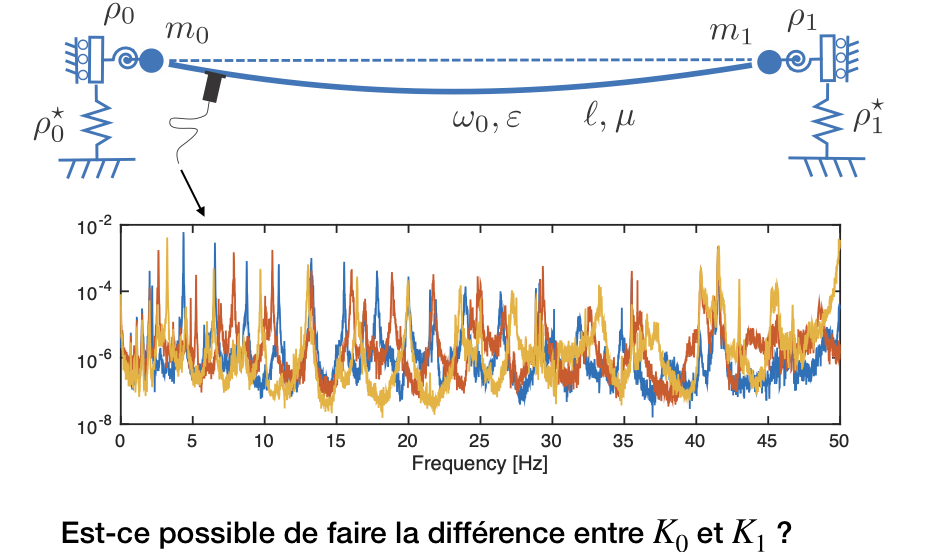 ρ₀ m₀ m₁ ρ₁
ρ₀* ω₀, ε ℓ, μ ρ₁*
10⁻²
10⁻⁴
10⁻⁶
10⁻⁸
0 5 10 15 20 25 30 35 40 45 50
Frequency [Hz]
Est-ce possible de faire la différence entre K₀ et K₁ ?